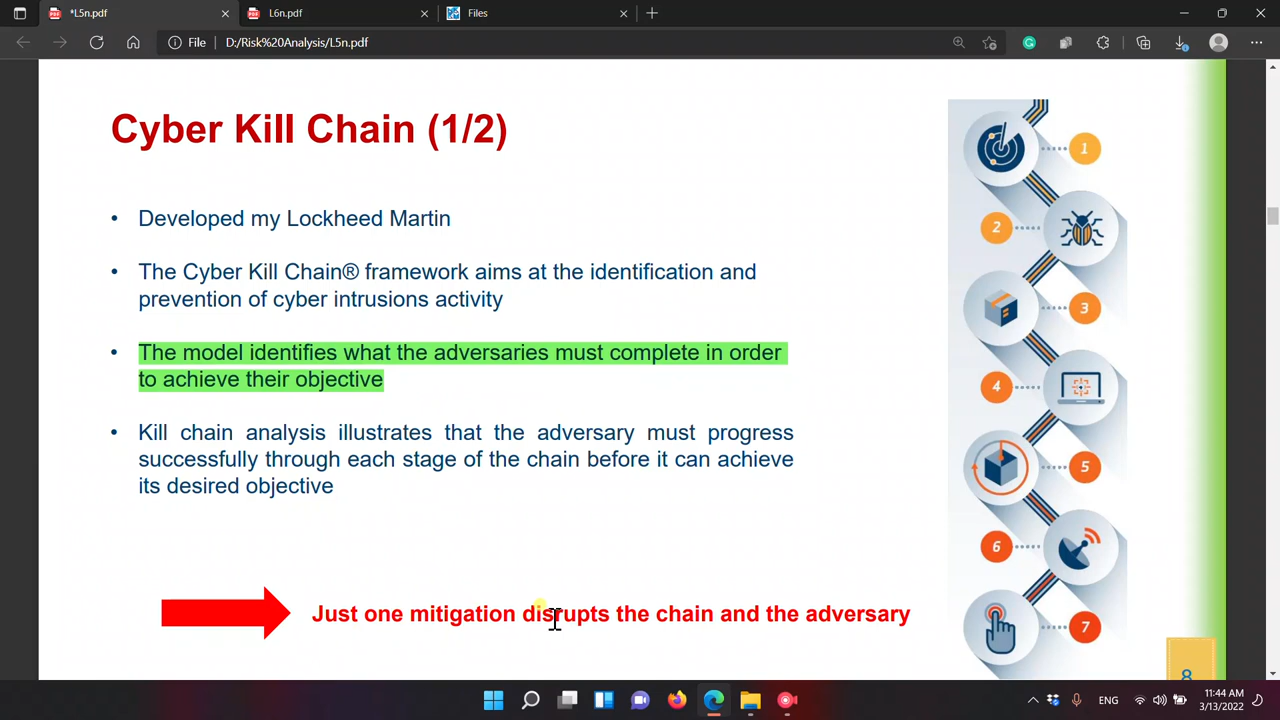 *L5n.pdf
L6n.pdf
Files
File
D:/Risk%20Analysis/L5n.pdf
Cyber Kill Chain (1/2)
• Developed my Lockheed Martin
• The Cyber Kill Chain® framework aims at the identification and
prevention of cyber intrusions activity
• The model identifies what the adversaries must complete in order
to achieve their objective
• Kill chain analysis illustrates that the adversary must progress
successfully through each stage of the chain before it can achieve
its desired objective
Just one mitigation disrupts the chain and the adversary
1
2
3
4
5
6
7
8
ENG
11:44 AM
3/13/2022